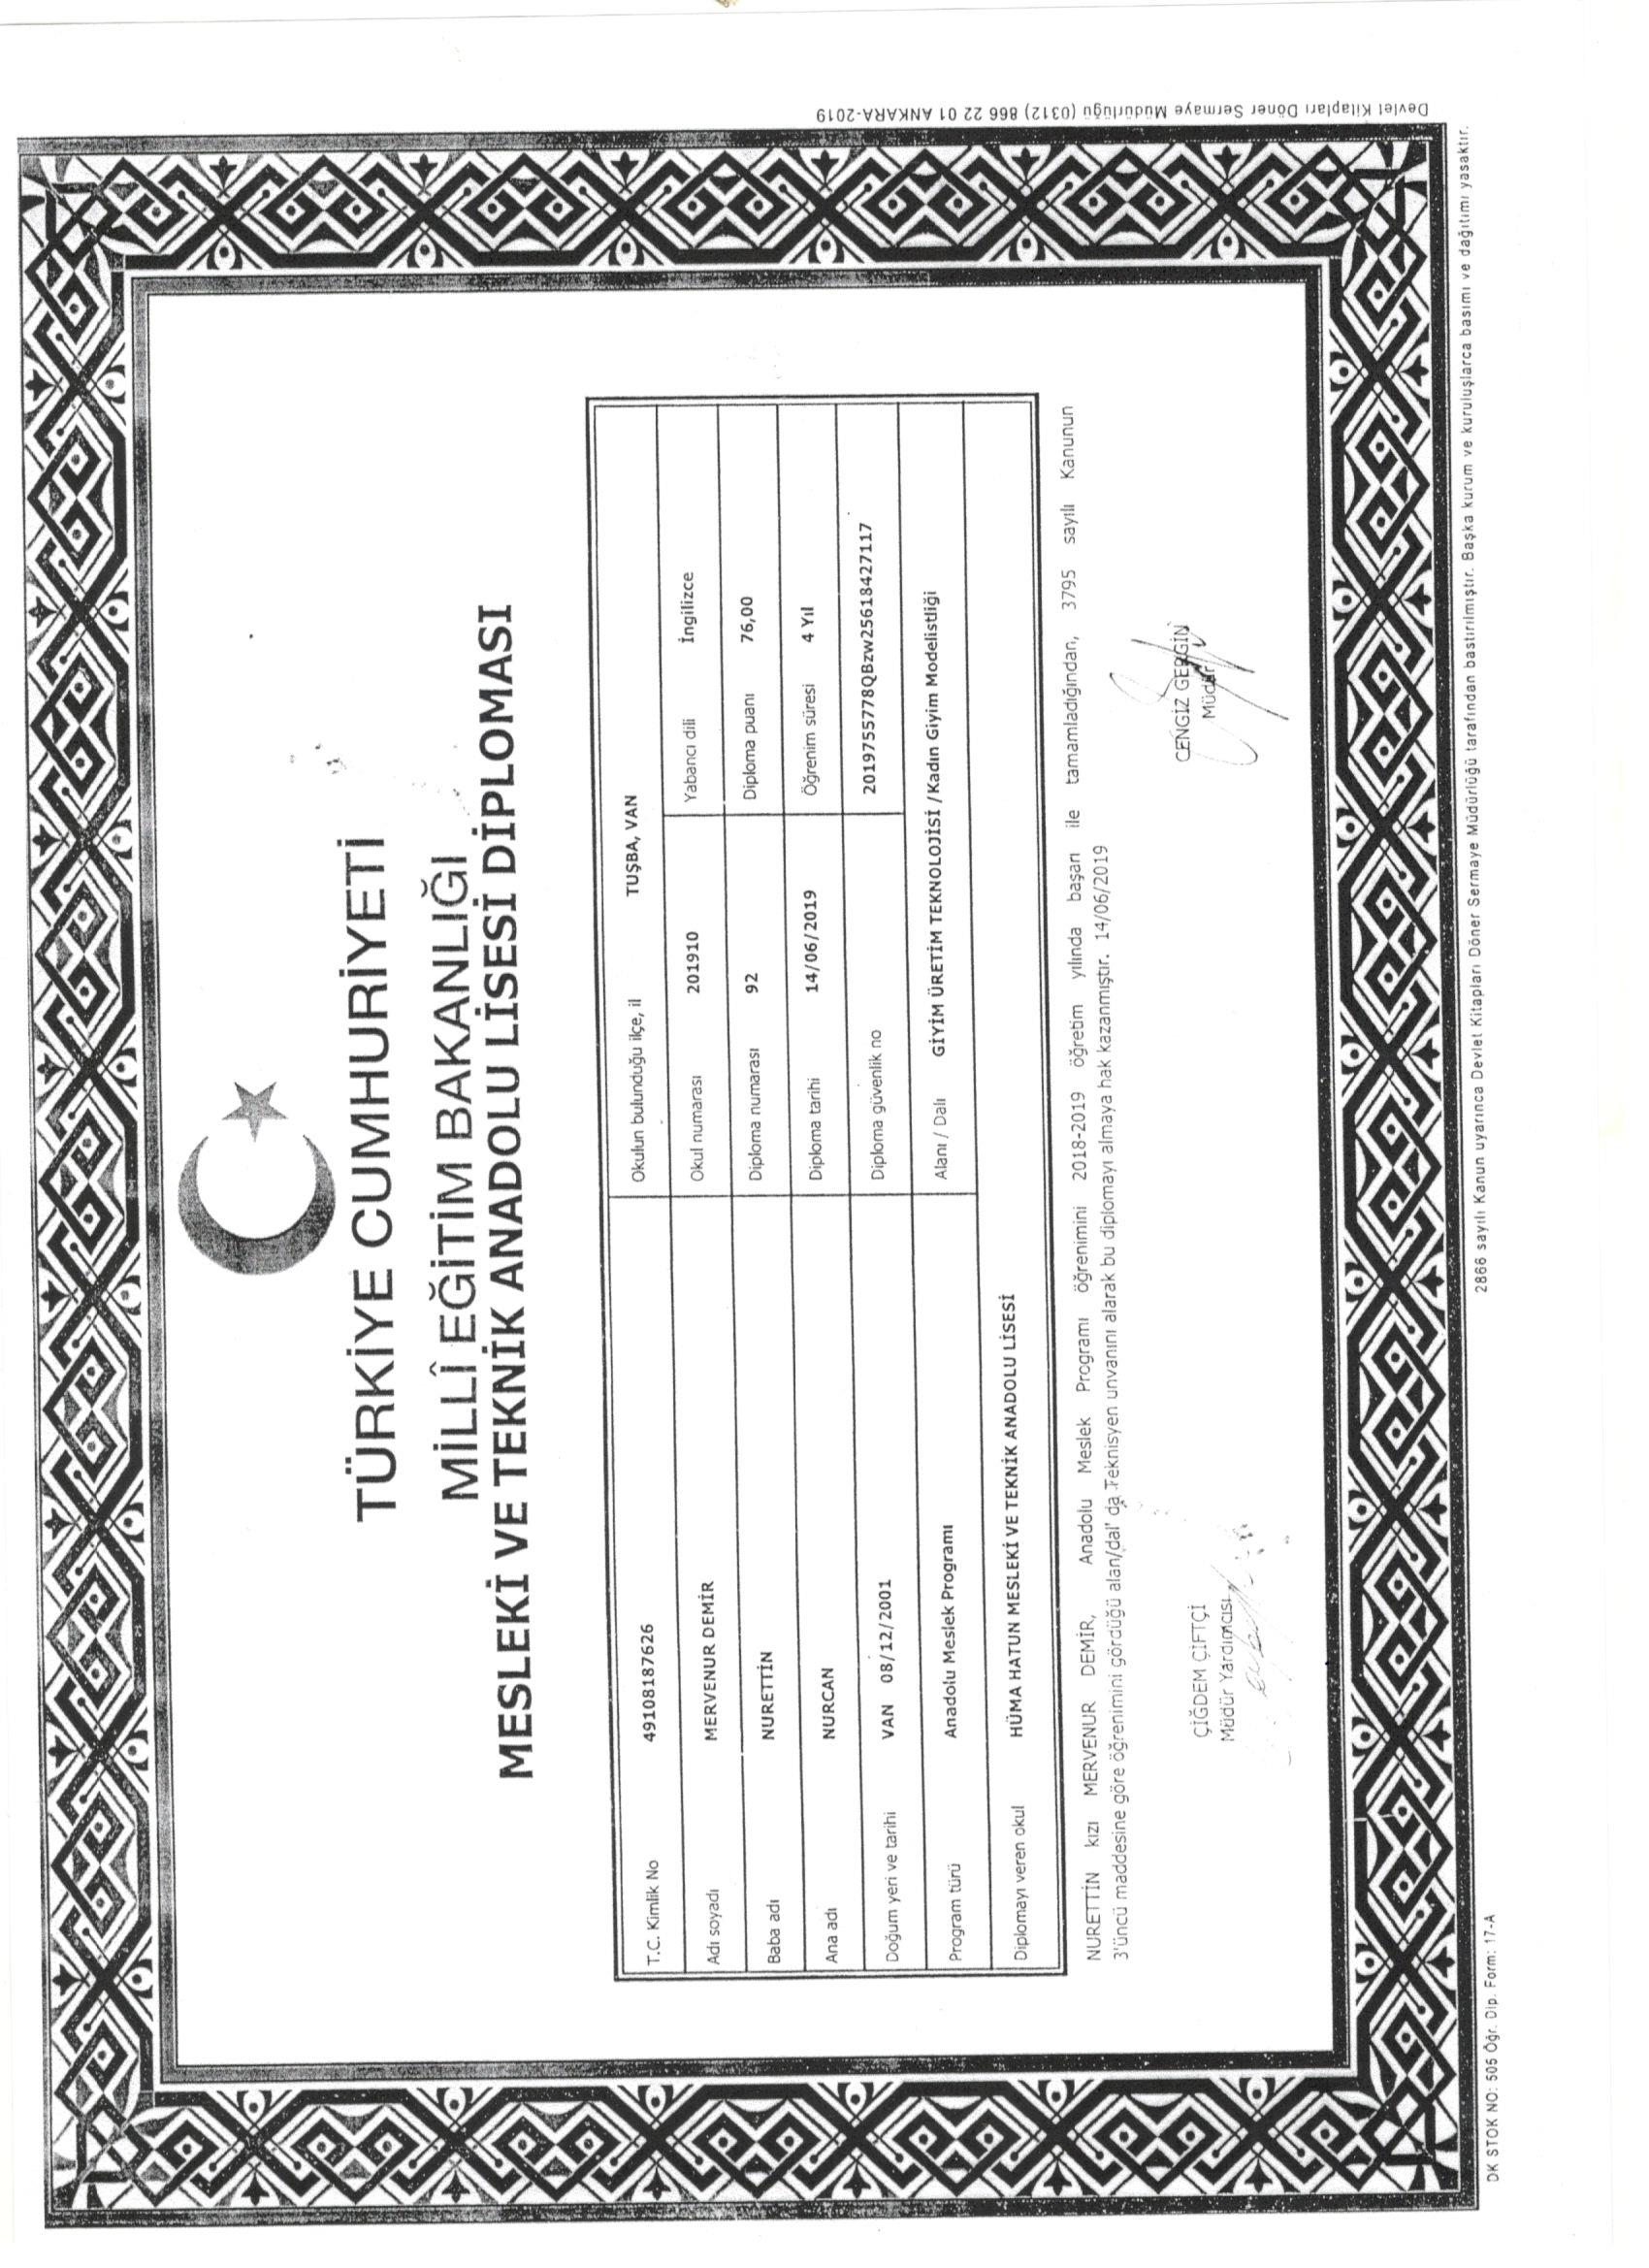 TÜRKİYE CUMHURİYETİ
MİLLÎ EĞİTİM BAKANLIĞI
MESLEKİ VE TEKNİK ANADOLU LİSESİ DİPLOMASI
T.C. Kimlik No 49108187626 Okulun bulunduğu ilçe, il TUŞBA, VAN
Adı soyadı MERVENUR DEMİR Okul numarası 201910 Yabancı dili İngilizce
Baba adı NURETTİN Diploma numarası 92 Diploma puanı 76,00
Ana adı NURCAN Diploma tarihi 14/06/2019 Öğrenim süresi 4 Yıl
Doğum yeri ve tarihi VAN 08/12/2001 Diploma güvenlik no 2019755778QBzw25618427117
Program türü Anadolu Meslek Programı Alanı / Dalı GİYİM ÜRETİM TEKNOLOJİSİ /Kadın Giyim Modelistliği
Diplomayı veren okul HÜMA HATUN MESLEKİ VE TEKNİK ANADOLU LİSESİ
NURETTİN kızı MERVENUR DEMİR, Anadolu Meslek Programı öğrenimini 2018-2019 öğretim yılında başarı ile tamamladığından, 3795 sayılı Kanunun
3'üncü maddesine göre öğrenimini gördüğü alan/dal' da Teknisyen unvanını alarak bu diplomayı almaya hak kazanmıştır. 14/06/2019
ÇİĞDEM ÇİFTÇİ
Müdür Yardımcısı
CENGİZ GERGİN
Müdür
DK STOK NO: 505 Öğr. Dip. Form: 17-A
2866 sayılı Kanun uyarınca Devlet Kitapları Döner Sermaye Müdürlüğü tarafından bastırılmıştır. Başka kurum ve kuruluşlarca basımı ve dağıtımı yasaktır.
Devlet Kitapları Döner Sermaye Müdürlüğü (0312) 866 22 01 ANKARA-2019